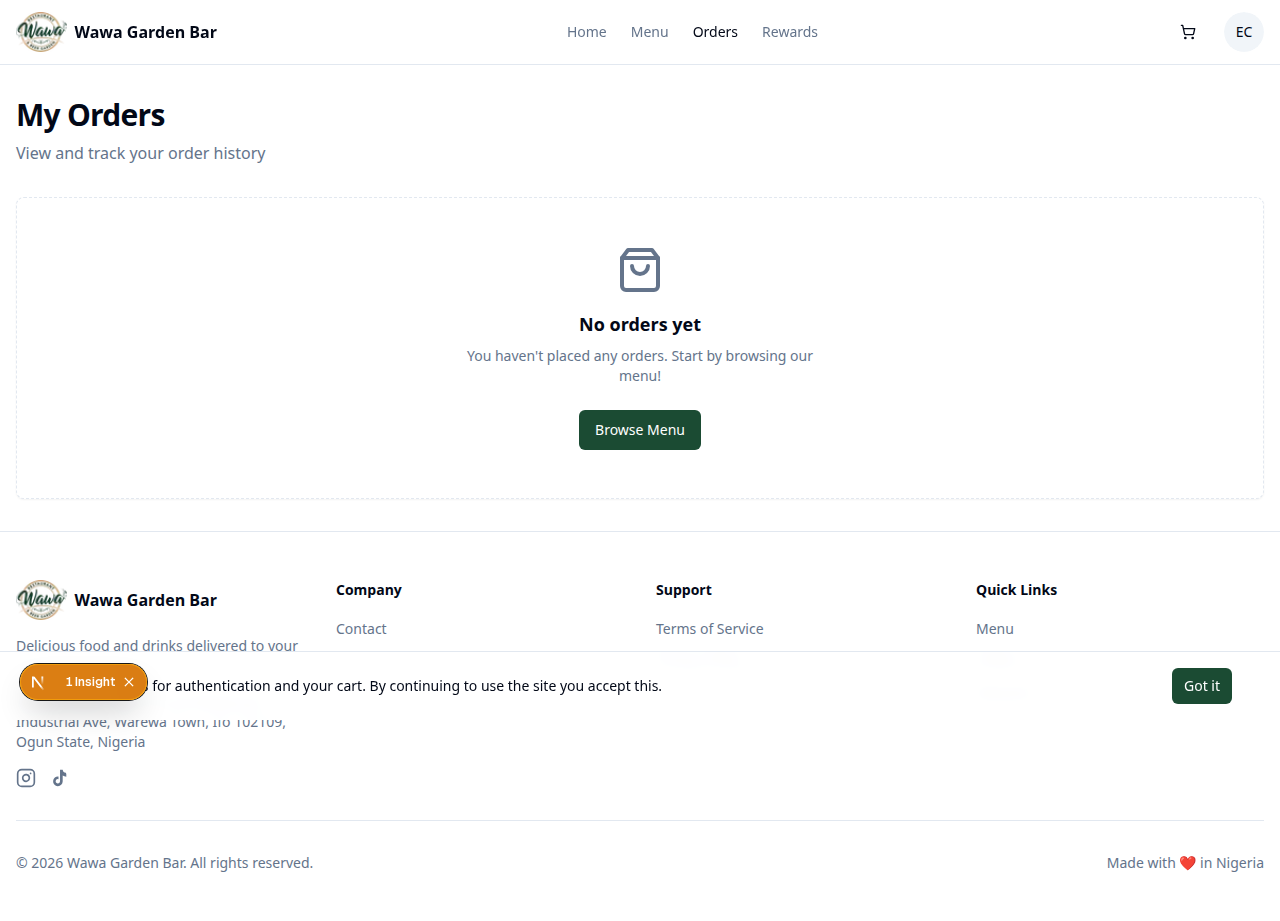 Wawa
Wawa Garden Bar
Home
Menu
Orders
Rewards
EC
My Orders
View and track your order history
No orders yet
You haven't placed any orders. Start by browsing our
menu!
Browse Menu
Wawa
Wawa Garden Bar
Company
Support
Quick Links
Contact
Terms of Service
Menu
Delicious food and drinks delivered to your
for authentication and your cart. By continuing to use the site you accept this.
Got it
1 Insight
Industrial Ave, Warewa Town, Ifo 102109,
Ogun State, Nigeria
© 2026 Wawa Garden Bar. All rights reserved.
Made with ❤️ in Nigeria